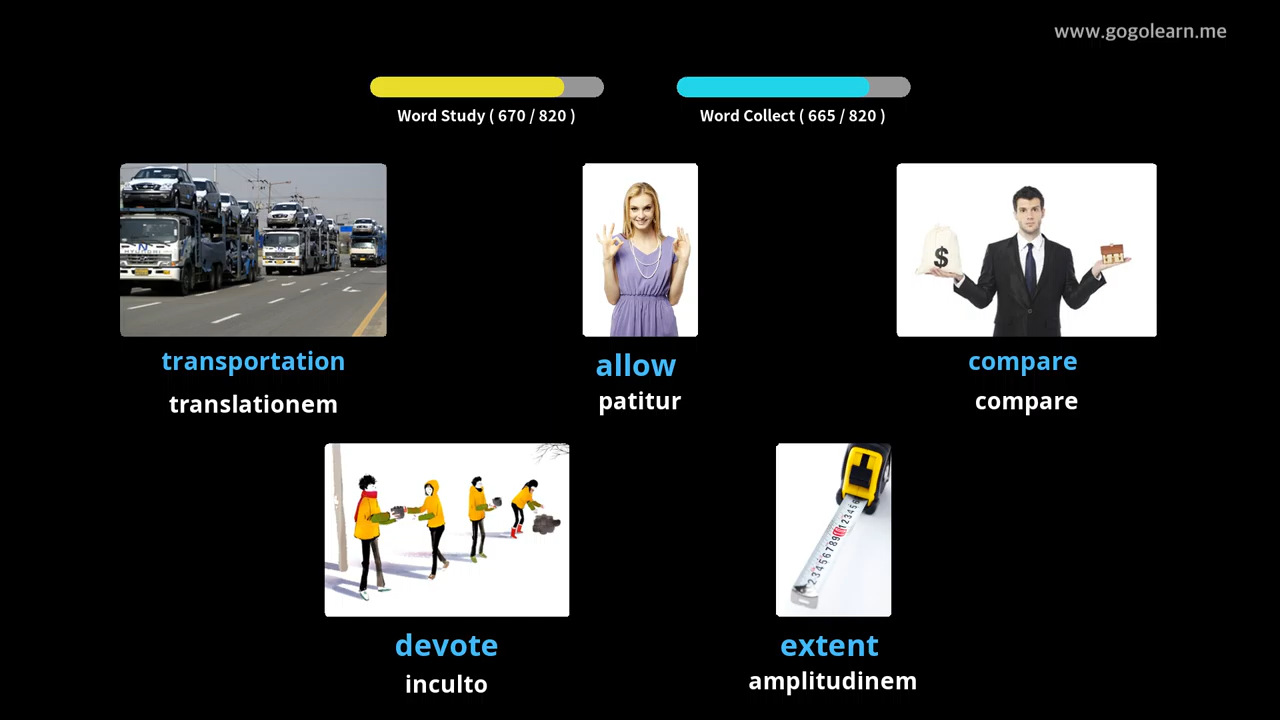 www.gogolearn.me
Word Study ( 670 / 820 )
Word Collect ( 665 / 820 )
transportation
translationem
allow
patitur
compare
compare
devote
inculto
extent
amplitudinem